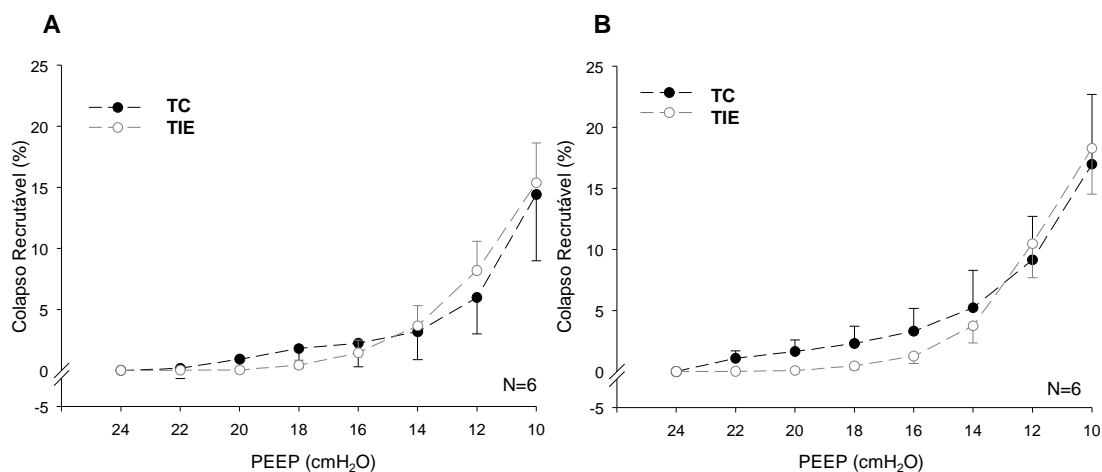 A
Colapso Recrutável (%)
25
20
15
10
5
0
-5
TC
TIE
N=6
24 22 20 18 16 14 12 10
PEEP (cmH₂O)
B
Colapso Recrutável (%)
25
20
15
10
5
0
-5
TC
TIE
N=6
24 22 20 18 16 14 12 10
PEEP (cmH₂O)